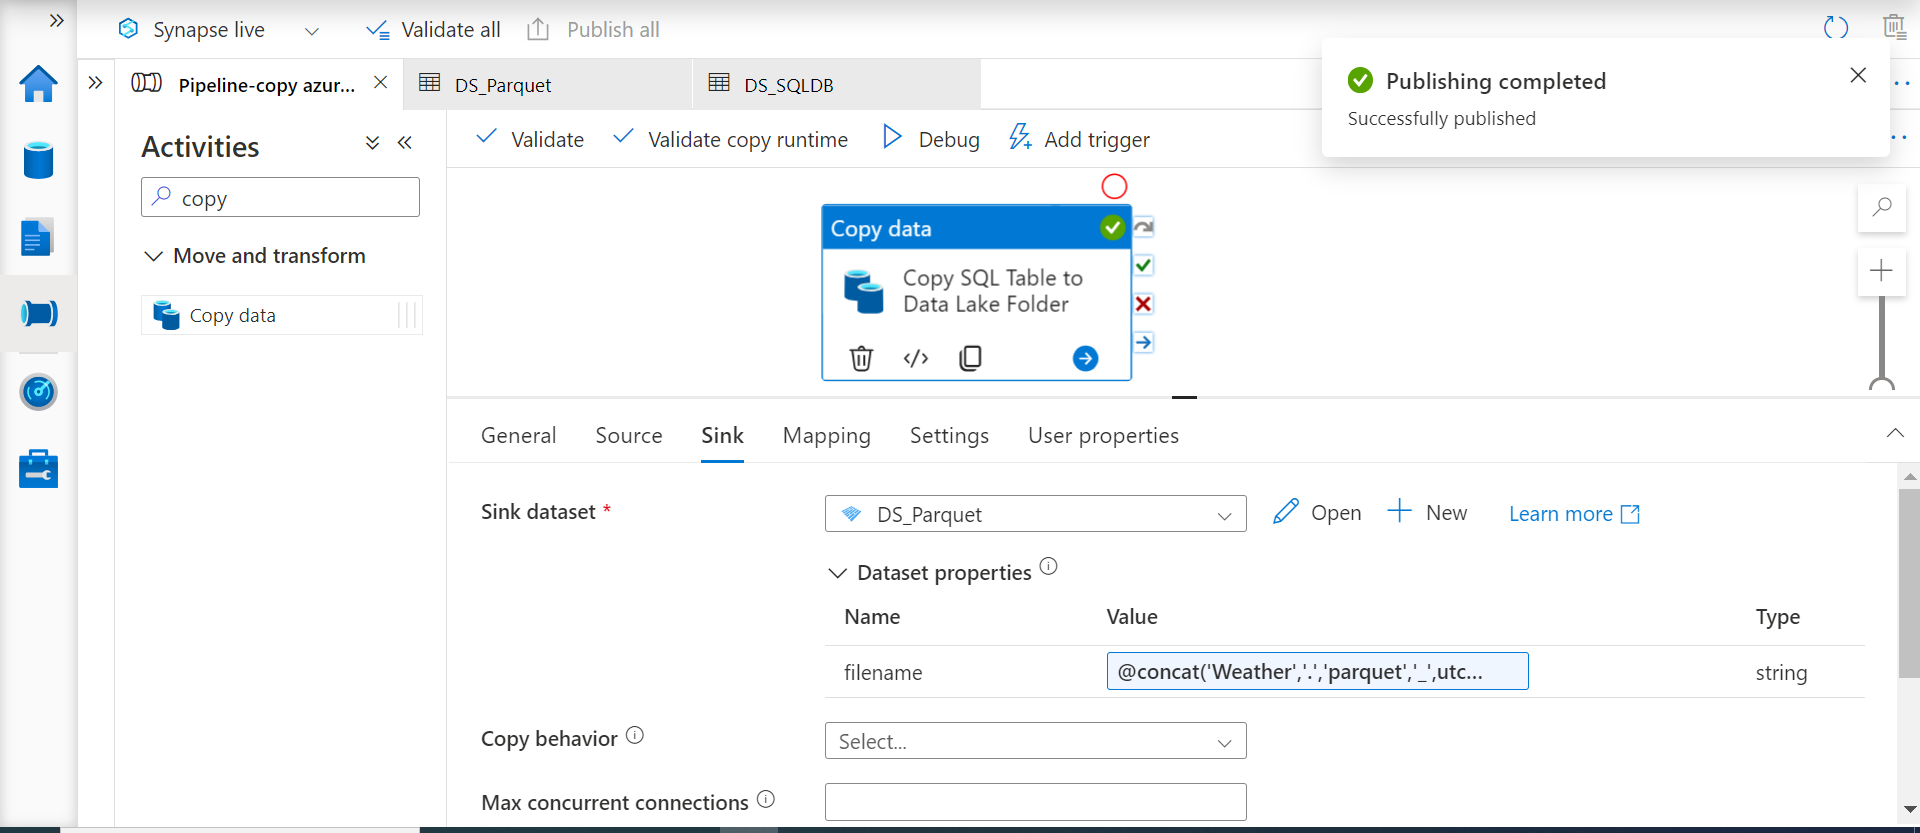 Synapse live
Validate all
Publish all
Publishing completed
Successfully published
Pipeline-copy azur...
DS_Parquet
DS_SQLDB
Activities
copy
Move and transform
Copy data
Validate
Validate copy runtime
Debug
Add trigger
Copy data
Copy SQL Table to
Data Lake Folder
General
Source
Sink
Mapping
Settings
User properties
Sink dataset *
DS_Parquet
Open
New
Learn more
Dataset properties
Name
Value
Type
filename
@concat('Weather','.','parquet','_',utc...
string
Copy behavior
Select...
Max concurrent connections